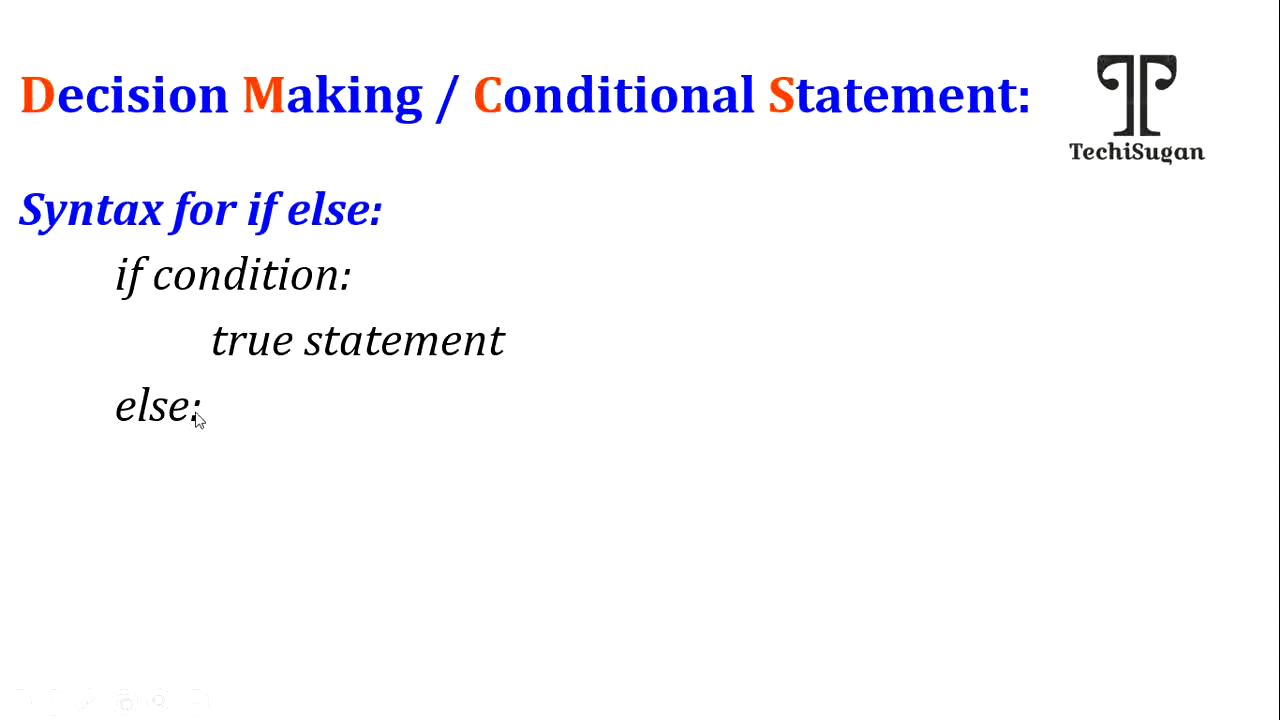 Decision Making / Conditional Statement:
TechiSugan
Syntax for if else:
if condition:
true statement
else: